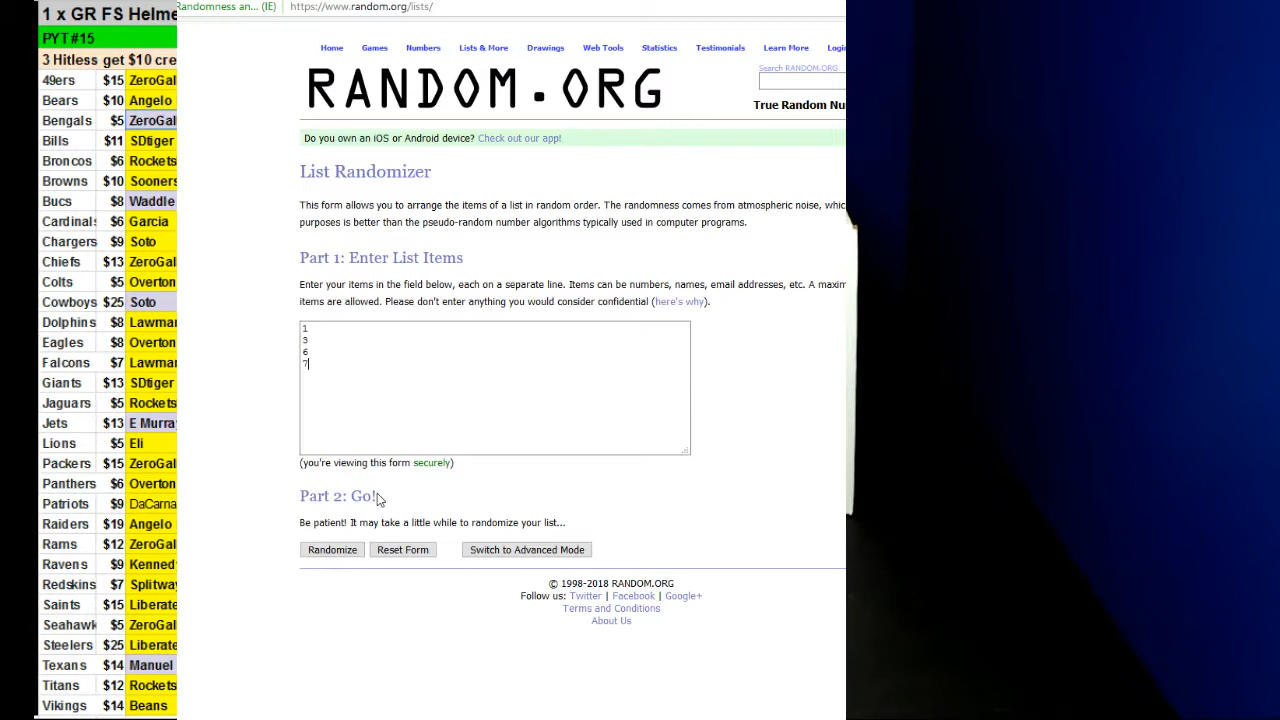 1 x GR FS Helme
PYT #15
3 Hitless get $10 cre
49ers $15 ZeroGal
Bears $10 Angelo
Bengals $5 ZeroGal
Bills $11 SDtiger
Broncos $6 Rockets
Browns $10 Sooners
Bucs $8 Waddle
Cardinals $6 Garcia
Chargers $9 Soto
Chiefs $13 ZeroGal
Colts $5 Overton
Cowboys $25 Soto
Dolphins $8 Lawmar
Eagles $8 Overton
Falcons $7 Lawmar
Giants $13 SDtiger
Jaguars $5 Rockets
Jets $13 E Murra
Lions $5 Eli
Packers $15 ZeroGal
Panthers $6 Overton
Patriots $9 DaCarna
Raiders $19 Angelo
Rams $12 ZeroGal
Ravens $9 Kenned
Redskins $7 Splitway
Saints $15 Liberate
Seahawk $5 ZeroGal
Steelers $25 Liberate
Texans $14 Manuel
Titans $12 Rockets
Vikings $14 Beans
Randomness an... (IE) https://www.random.org/lists/
Home Games Numbers Lists & More Drawings Web Tools Statistics Testimonials Learn More Login
RANDOM.ORG
Search RANDOM.ORG
True Random Nu
Do you own an iOS or Android device? Check out our app!
List Randomizer
This form allows you to arrange the items of a list in random order. The randomness comes from atmospheric noise, whic
purposes is better than the pseudo-random number algorithms typically used in computer programs.
Part 1: Enter List Items
Enter your items in the field below, each on a separate line. Items can be numbers, names, email addresses, etc. A maxim
items are allowed. Please don't enter anything you would consider confidential (here's why).
1
3
6
7
(you're viewing this form securely)
Part 2: Go!
Be patient! It may take a little while to randomize your list...
Randomize Reset Form Switch to Advanced Mode
© 1998-2018 RANDOM.ORG
Follow us: Twitter | Facebook | Google+
Terms and Conditions
About Us